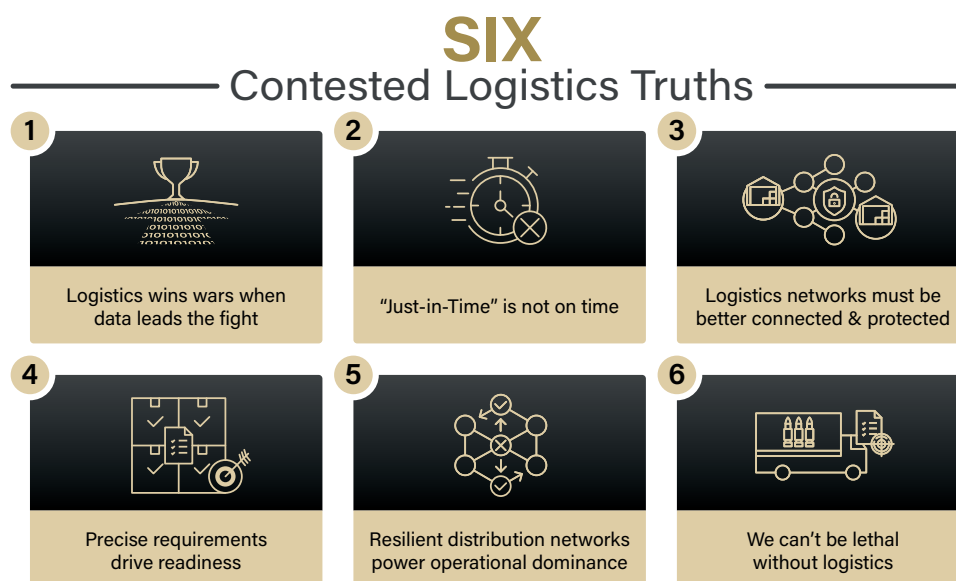 SIX
Contested Logistics Truths
1
Logistics wins wars when
data leads the fight
2
“Just-in-Time” is not on time
3
Logistics networks must be
better connected & protected
4
Precise requirements
drive readiness
5
Resilient distribution networks
power operational dominance
6
We can’t be lethal
without logistics